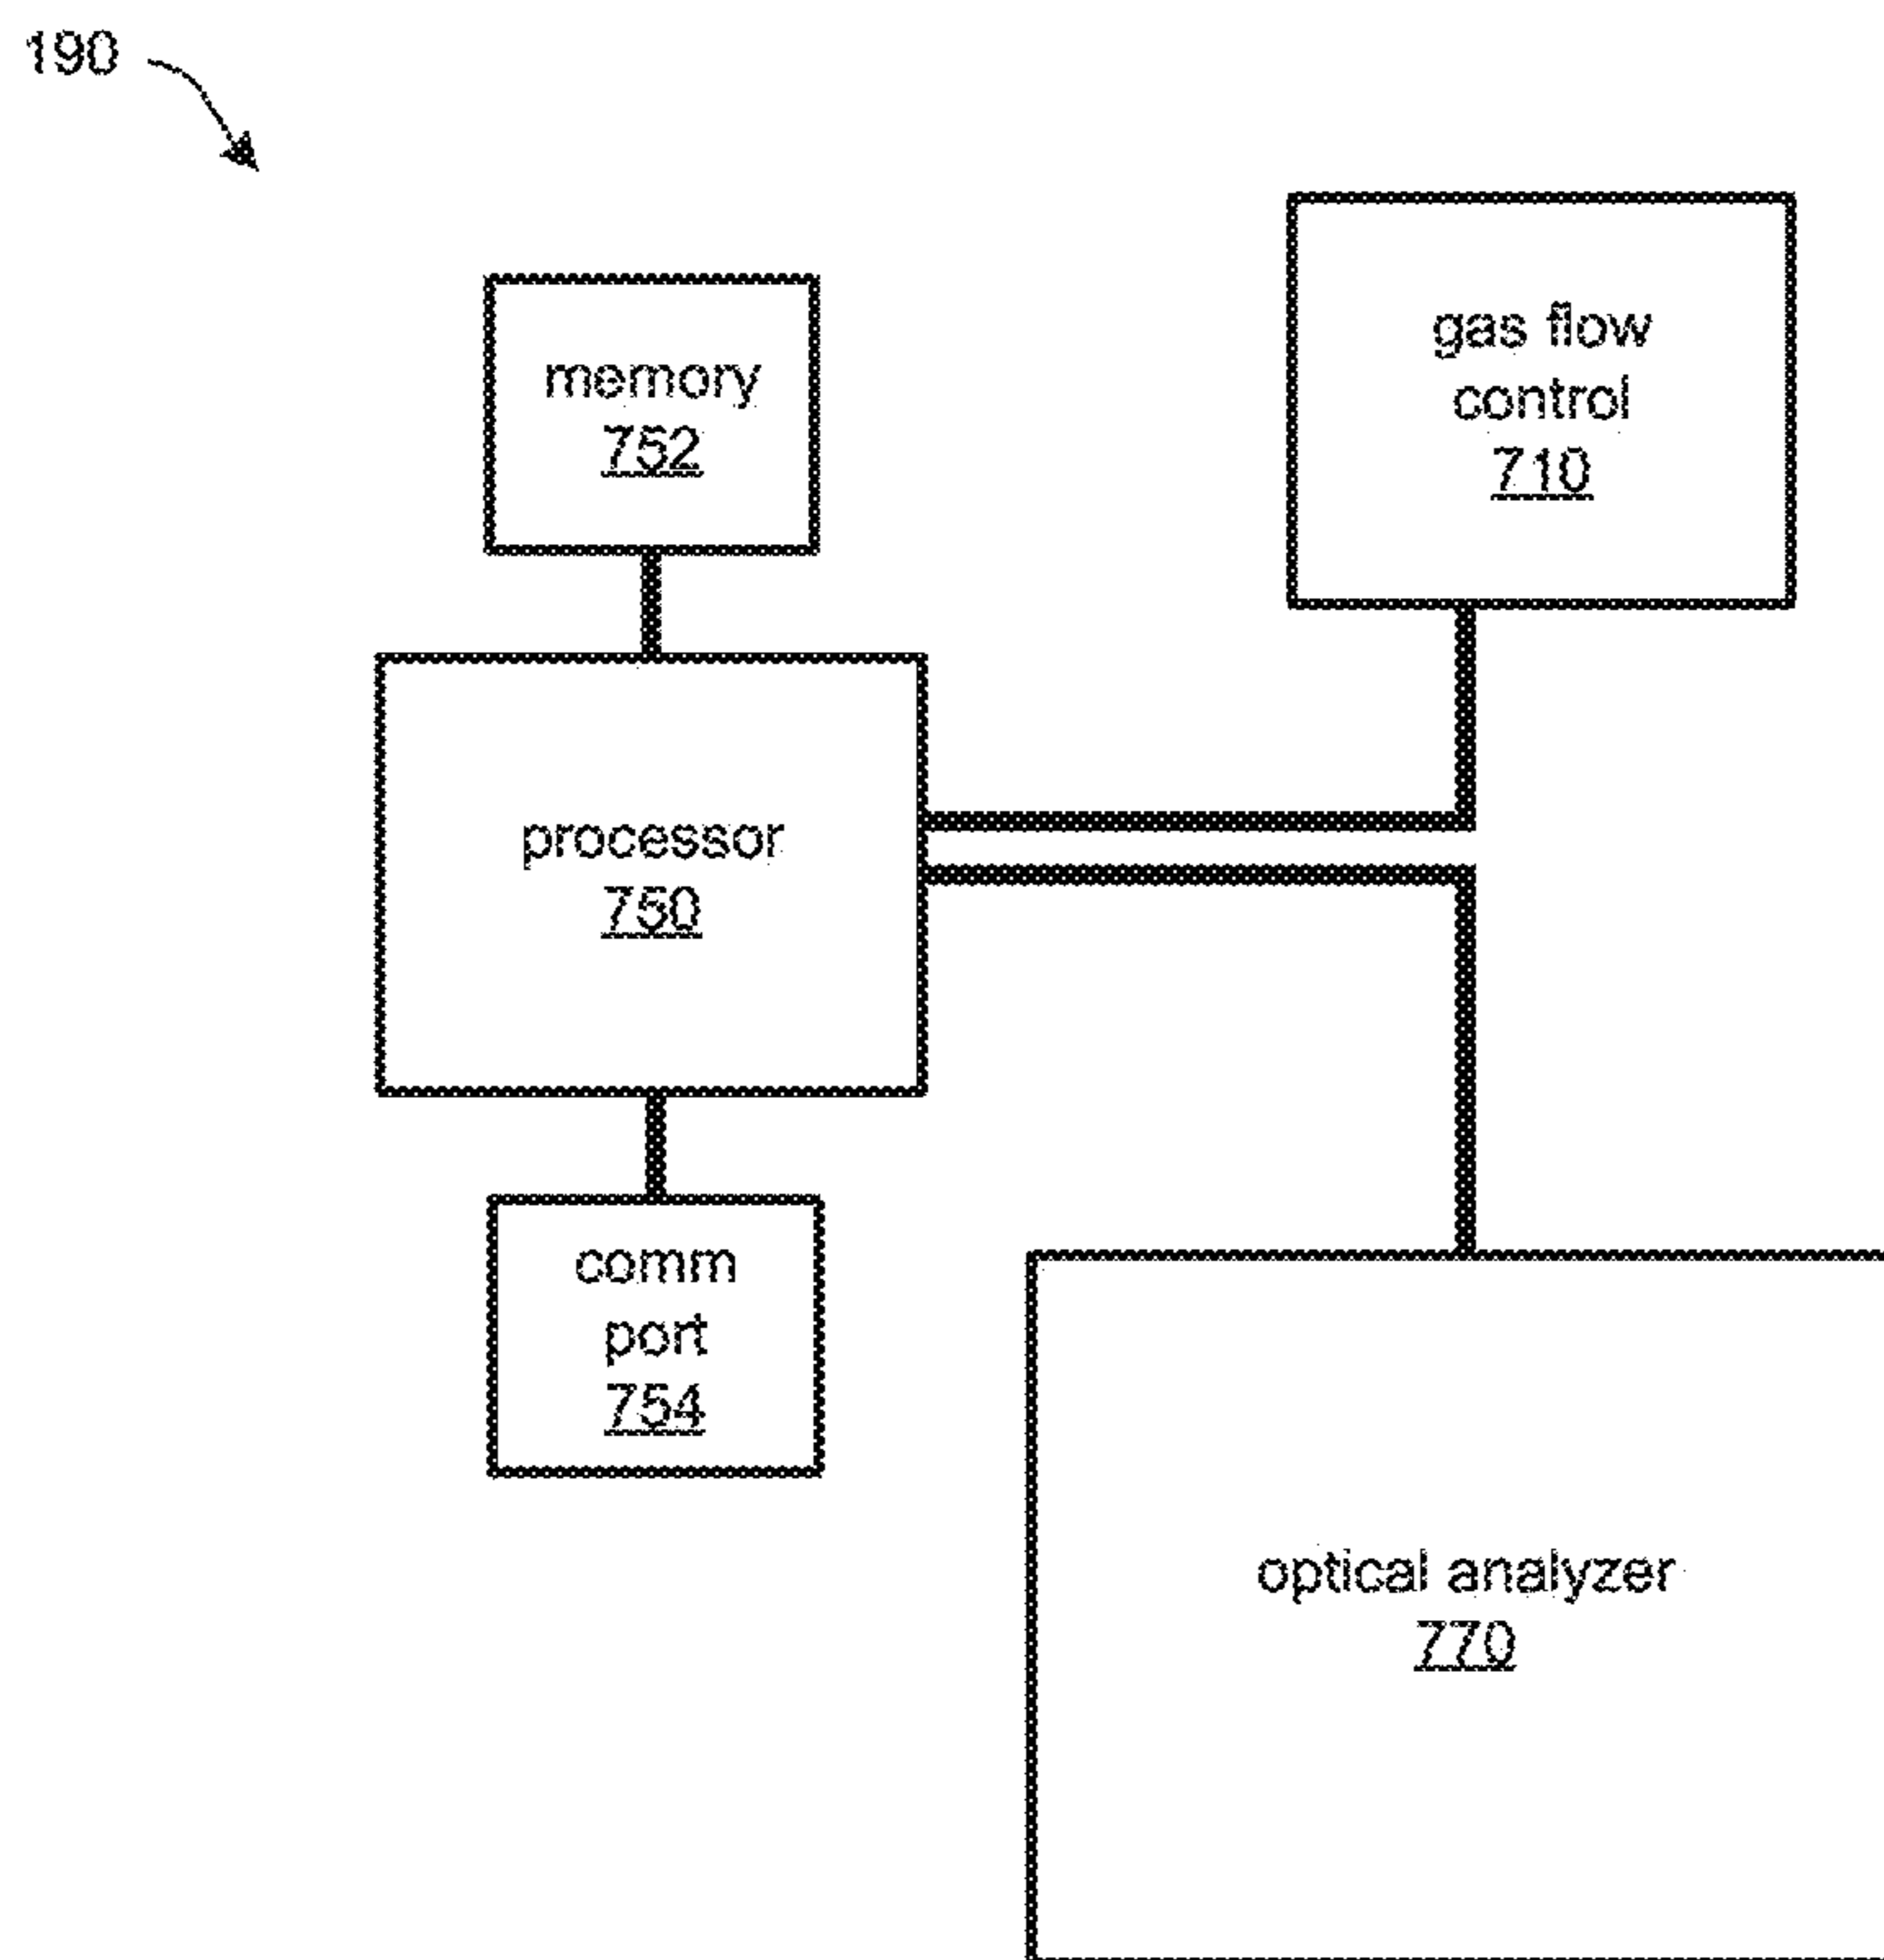 190
memory
752
gas flow
control
710
processor
750
comm
port
754
optical analyzer
770